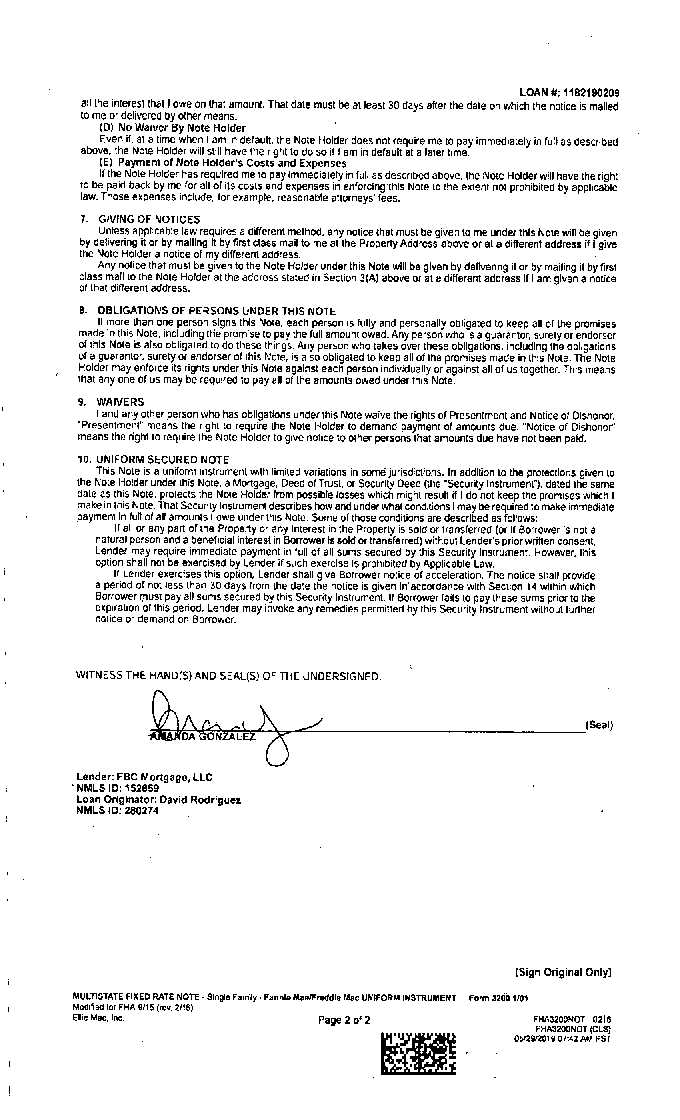 LOAN #: 1182190209
all the interest that I owe on that amount. That date must be at least 30 days after the date on which the notice is mailed
to me or delivered by other means.
(D) No Waiver By Note Holder
Even if, at a time when I am in default, the Note Holder does not require me to pay immediately in full as described
above, the Note Holder will still have the right to do so if I am in default at a later time.
(E) Payment of Note Holder's Costs and Expenses
If the Note Holder has required me to pay immediately in full as described above, the Note Holder will have the right
to be paid back by me for all of its costs and expenses in enforcing this Note to the extent not prohibited by applicable
law. Those expenses include, for example, reasonable attorneys' fees.
7. GIVING OF NOTICES
Unless applicable law requires a different method, any notice that must be given to me under this Note will be given
by delivering it or by mailing it by first class mail to me at the Property Address above or at a different address if I give
the Note Holder a notice of my different address.
Any notice that must be given to the Note Holder under this Note will be given by delivering it or by mailing it by first
class mail to the Note Holder at the address stated in Section 3(A) above or at a different address if I am given a notice
of that different address.
8. OBLIGATIONS OF PERSONS UNDER THIS NOTE
If more than one person signs this Note, each person is fully and personally obligated to keep all of the promises
made in this Note, including the promise to pay the full amount owed. Any person who is a guarantor, surety or endorser
of this Note is also obligated to do these things. Any person who takes over these obligations, including the obligations
of a guarantor, surety or endorser of this Note, is also obligated to keep all of the promises made in this Note. The Note
Holder may enforce its rights under this Note against each person individually or against all of us together. This means
that any one of us may be required to pay all of the amounts owed under this Note.
9. WAIVERS
I and any other person who has obligations under this Note waive the rights of Presentment and Notice of Dishonor.
"Presentment" means the right to require the Note Holder to demand payment of amounts due. "Notice of Dishonor"
means the right to require the Note Holder to give notice to other persons that amounts due have not been paid.
10. UNIFORM SECURED NOTE
This Note is a uniform instrument with limited variations in some jurisdictions. In addition to the protections given to
the Note Holder under this Note, a Mortgage, Deed of Trust, or Security Deed (the "Security Instrument"), dated the same
date as this Note, protects the Note Holder from possible losses which might result if I do not keep the promises which I
make in this Note. That Security Instrument describes how and under what conditions I may be required to make immediate
payment in full of all amounts I owe under this Note. Some of those conditions are described as follows:
If all or any part of the Property or any Interest in the Property is sold or transferred (or if Borrower is not a
natural person and a beneficial interest in Borrower is sold or transferred) without Lender's prior written consent,
Lender may require immediate payment in full of all sums secured by this Security Instrument. However, this
option shall not be exercised by Lender if such exercise is prohibited by Applicable Law.
If Lender exercises this option, Lender shall give Borrower notice of acceleration. The notice shall provide
a period of not less than 30 days from the date the notice is given in accordance with Section 14 within which
Borrower must pay all sums secured by this Security Instrument. If Borrower fails to pay these sums prior to the
expiration of this period, Lender may invoke any remedies permitted by this Security Instrument without further
notice or demand on Borrower.
WITNESS THE HAND(S) AND SEAL(S) OF THE UNDERSIGNED.
(Seal)
AMANDA GONZALEZ
Lender: FBC Mortgage, LLC
NMLS ID: 152859
Loan Originator: David Rodriguez
NMLS ID: 280274
[Sign Original Only]
MULTISTATE FIXED RATE NOTE - Single Family - Fannie Mae/Freddie Mac UNIFORM INSTRUMENT Form 3200 1/01
Modified for FHA 9/15 (rev. 2/16)
Ellie Mae, Inc.
Page 2 of 2
FHA3200NOT 0216
FHA3200NOT (CLS)
05/29/2019 07:42 AM PST